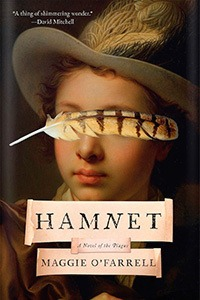 "A thing of shimmering wonder."
—David Mitchell
HAMNET
A Novel of the Plague
MAGGIE O'FARRELL